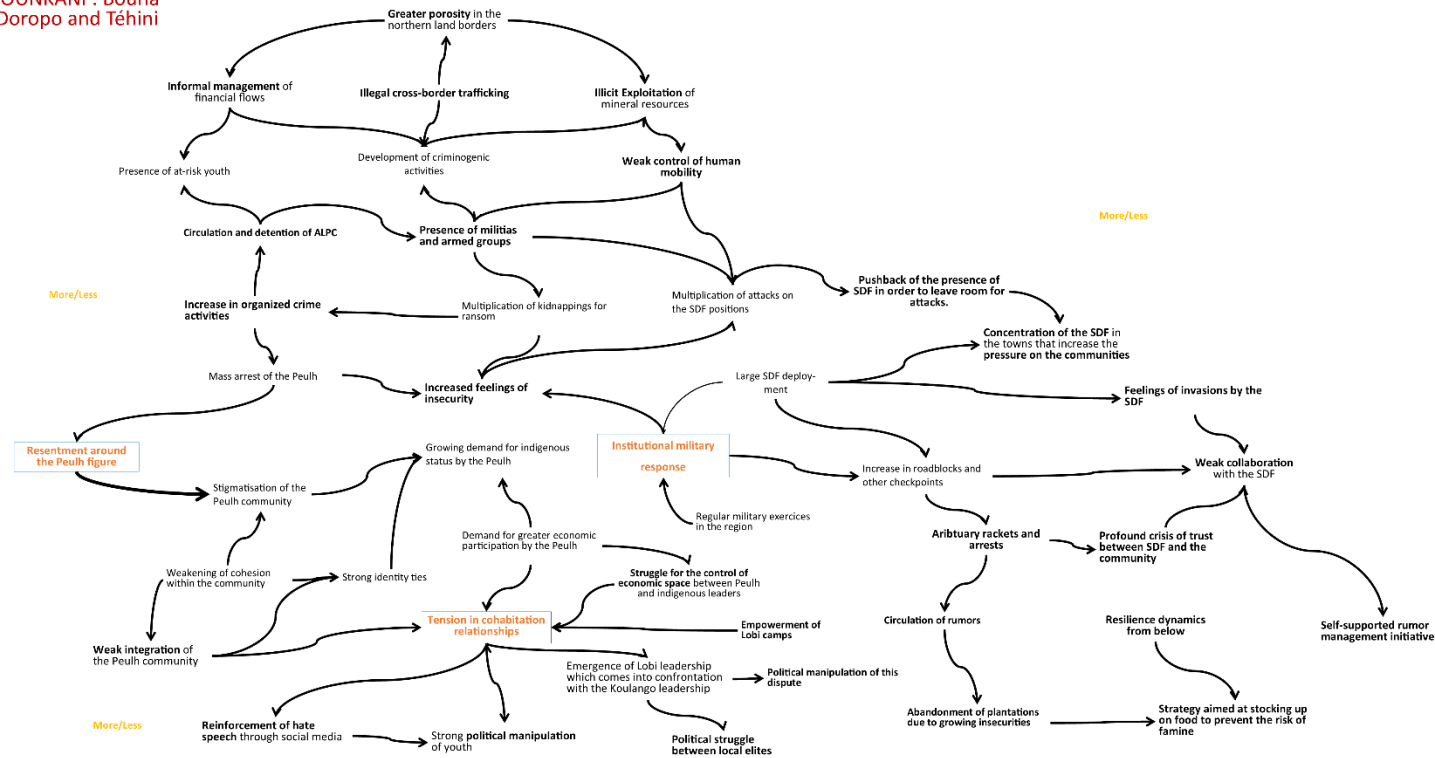 Doropo and Téhini
Greater porosity in the
northern land borders
Informal management of
financial flows
Illegal cross-border trafficking
Illicit Exploitation of
mineral resources
Presence of at-risk youth
Development of criminogenic
activities
Weak control of human
mobility
More/Less
Circulation and detention of ALPC
Presence of militias
and armed groups
More/Less
Increase in organized crime
activities
Multiplication of kidnappings for
ransom
Multiplication of attacks on
the SDF positions
Pushback of the presence of
SDF in order to leave room for
attacks.
Concentration of the SDF in
the towns that increase the
pressure on the communities
Mass arrest of the Peulh
Increased feelings of
insecurity
Large SDF deploy-
ment
Feelings of invasions by the
SDF
Resentment around
the Peulh figure
Growing demand for indigenous
status by the Peulh
Institutional military
response
Increase in roadblocks and
other checkpoints
Weak collaboration
with the SDF
Stigmatisation of the
Peulh community
Regular military exercices
in the region
Demand for greater economic
participation by the Peulh
Aribtuary rackets and
arrests
Profound crisis of trust
between SDF and the
community
Weakening of cohesion
within the community
Strong identity ties
Struggle for the control of
economic space between Peulh
and indigenous leaders
Tension in cohabitation
relationships
Empowerment of
Lobi camps
Circulation of rumors
Resilience dynamics
from below
Self-supported rumor
management initiative
Weak integration of
the Peulh community
Emergence of Lobi leadership
which comes into confrontation
with the Koulango leadership
Political manipulation of this
dispute
Abandonment of plantations
due to growing insecurities
Strategy aimed at stocking up
on food to prevent the risk of
famine
More/Less
Reinforcement of hate
speech through social media
Strong political manipulation
of youth
Political struggle
between local elites